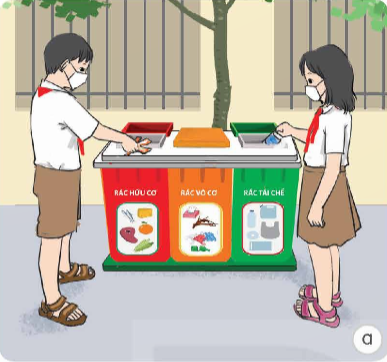 RÁC HỮU CƠ
RÁC VÔ CƠ
RÁC TÁI CHẾ
a